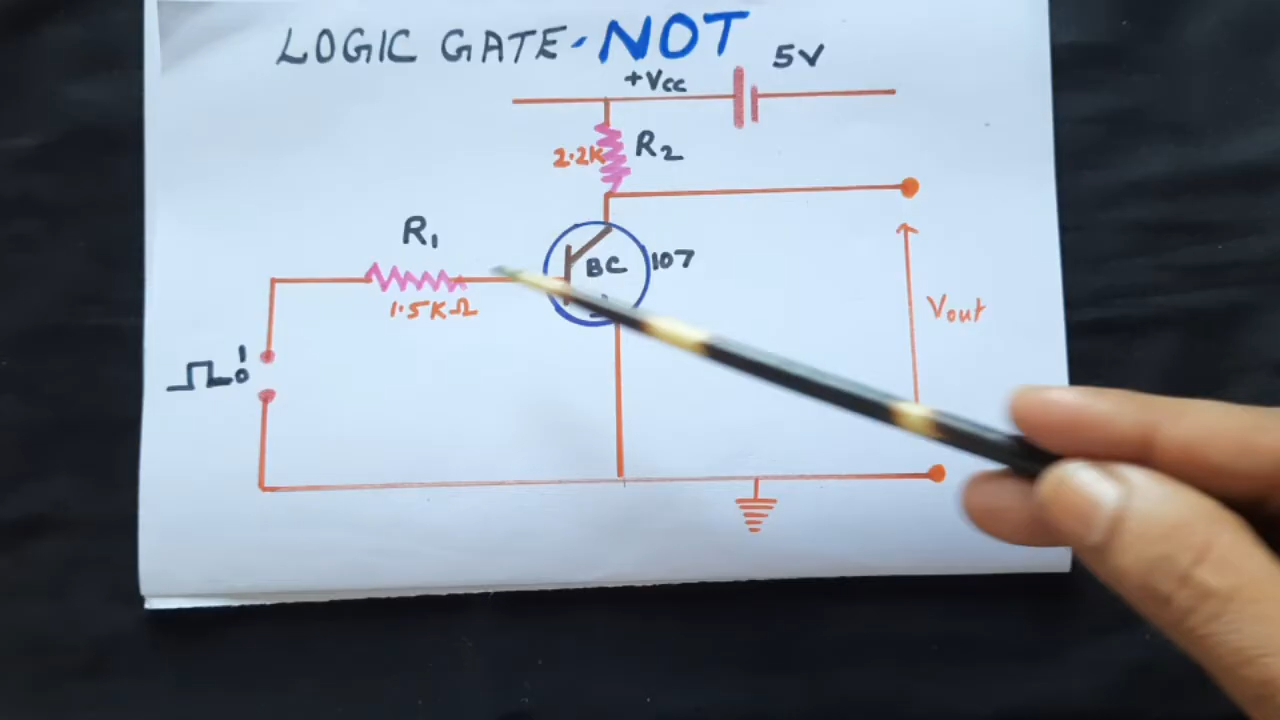 LOGIC GATE-NOT
+Vcc 5V
2.2K R2
R1
BC 107
1.5KΩ
Vout
1
0